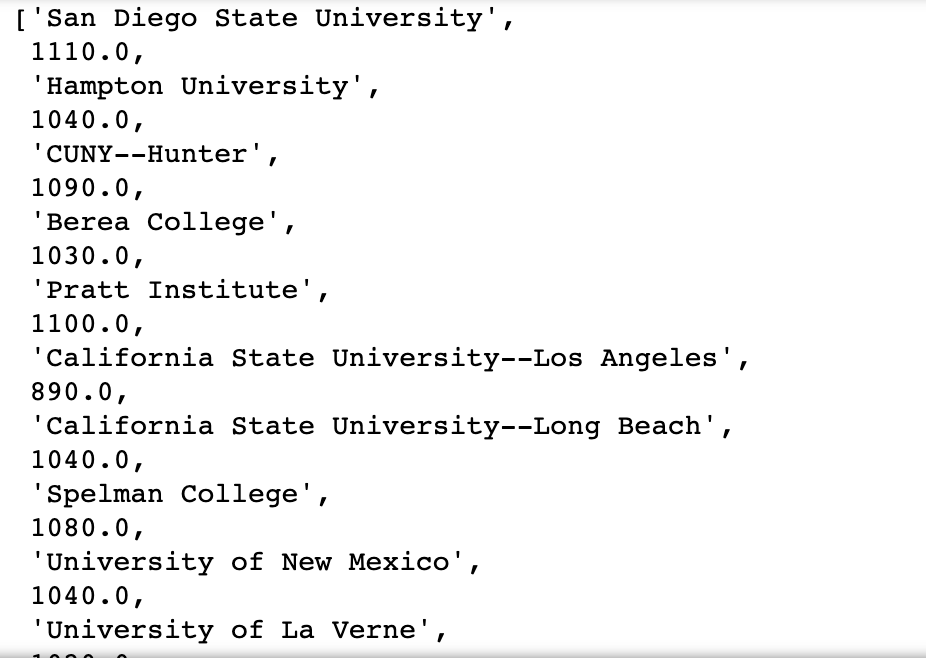 ['San Diego State University',
1110.0,
'Hampton University',
1040.0,
'CUNY--Hunter',
1090.0,
'Berea College',
1030.0,
'Pratt Institute',
1100.0,
'California State University--Los Angeles',
890.0,
'California State University--Long Beach',
1040.0,
'Spelman College',
1080.0,
'University of New Mexico',
1040.0,
'University of La Verne',